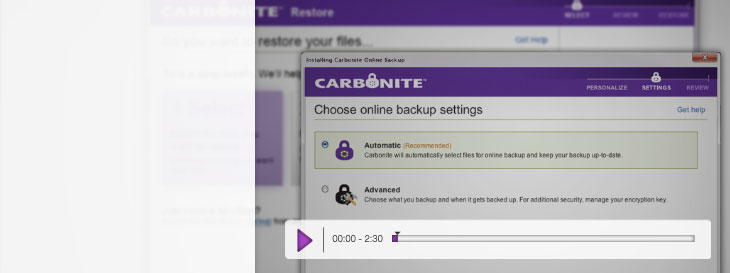 CARBONITE Restore
SELECT REVIEW RESTORE
So you want to restore your files...
Get Help
Installing Carbonite Online Backup
CARBONITE™
PERSONALIZE SETTINGS REVIEW
Choose online backup settings
Get help
Automatic (Recommended)
Carbonite will automatically select files for online backup and keep your backup up-to-date.
Advanced
Choose what you backup and when it gets backed up. For additional security, manage your encryption key.
00:00 - 2:30